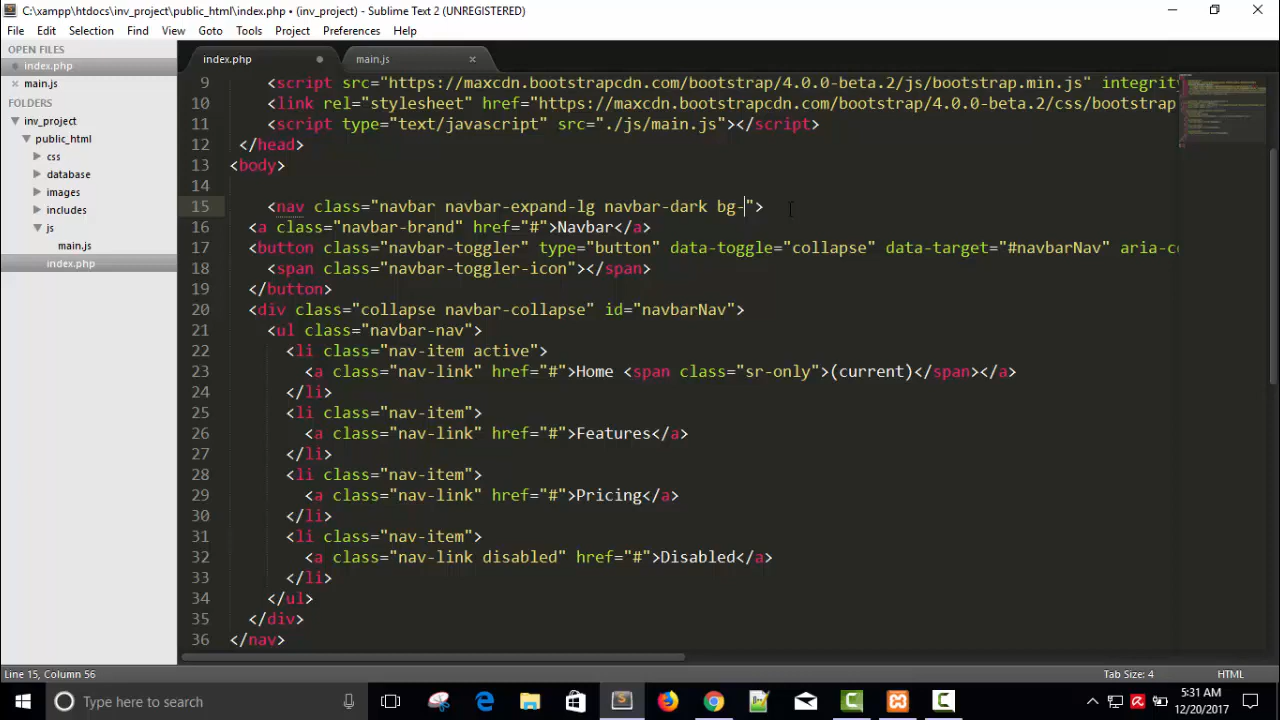 C:\xampp\htdocs\inv_project\public_html\index.php • (inv_project) - Sublime Text 2 (UNREGISTERED)
File Edit Selection Find View Goto Tools Project Preferences Help
OPEN FILES
index.php
main.js
FOLDERS
inv_project
public_html
css
database
images
includes
js
main.js
index.php
index.php main.js
9 <script src="https://maxcdn.bootstrapcdn.com/bootstrap/4.0.0-beta.2/js/bootstrap.min.js" integrit
10 <link rel="stylesheet" href="https://maxcdn.bootstrapcdn.com/bootstrap/4.0.0-beta.2/css/bootstrap
11 <script type="text/javascript" src="./js/main.js"></script>
12 </head>
13 <body>
14
15 <nav class="navbar navbar-expand-lg navbar-dark bg-">
16 <a class="navbar-brand" href="#">Navbar</a>
17 <button class="navbar-toggler" type="button" data-toggle="collapse" data-target="#navbarNav" aria-co
18 <span class="navbar-toggler-icon"></span>
19 </button>
20 <div class="collapse navbar-collapse" id="navbarNav">
21 <ul class="navbar-nav">
22 <li class="nav-item active">
23 <a class="nav-link" href="#">Home <span class="sr-only">(current)</span></a>
24 </li>
25 <li class="nav-item">
26 <a class="nav-link" href="#">Features</a>
27 </li>
28 <li class="nav-item">
29 <a class="nav-link" href="#">Pricing</a>
30 </li>
31 <li class="nav-item">
32 <a class="nav-link disabled" href="#">Disabled</a>
33 </li>
34 </ul>
35 </div>
36 </nav>
Line 15, Column 56 Tab Size: 4 HTML
Type here to search
5:31 AM
12/20/2017